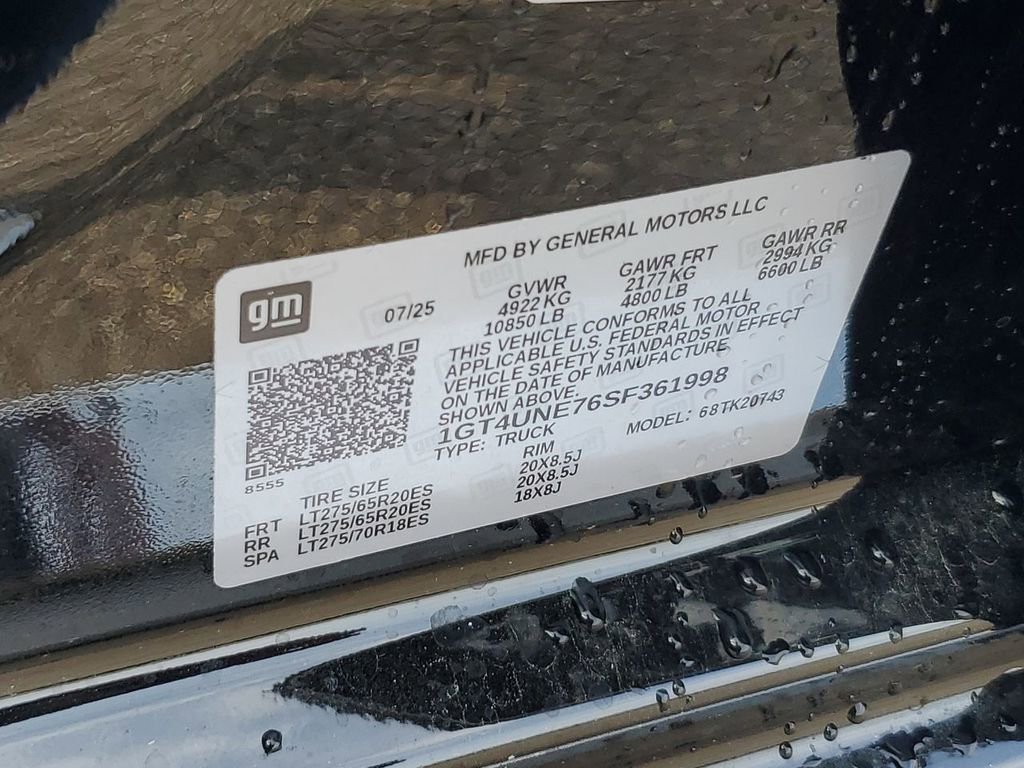 MFD BY GENERAL MOTORS LLC
gm
07/25
GVWR
4922 KG
10850 LB
GAWR FRT
2177 KG
4800 LB
GAWR RR
2994 KG
6600 LB
THIS VEHICLE CONFORMS TO ALL
APPLICABLE U.S. FEDERAL MOTOR
VEHICLE SAFETY STANDARDS IN EFFECT
ON THE DATE OF MANUFACTURE
SHOWN ABOVE.
1GT4UNE76SF361998
TYPE: TRUCK
MODEL: 68TK20743
8555
TIRE SIZE RIM
FRT LT275/65R20ES 20X8.5J
RR LT275/65R20ES 20X8.5J
SPA LT275/70R18ES 18X8J